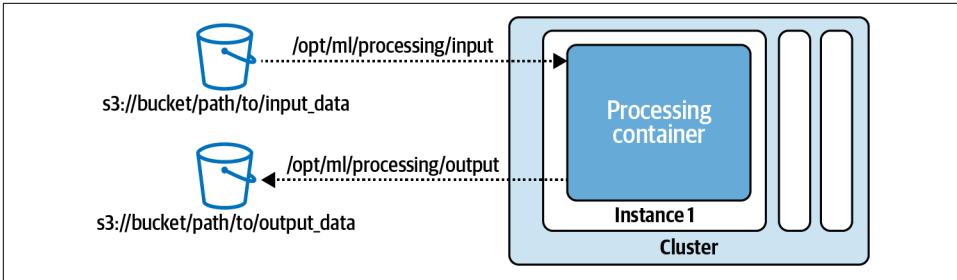 /opt/ml/processing/input
s3://bucket/path/to/input_data
Processing
container
/opt/ml/processing/output
s3://bucket/path/to/output_data
Instance 1
Cluster